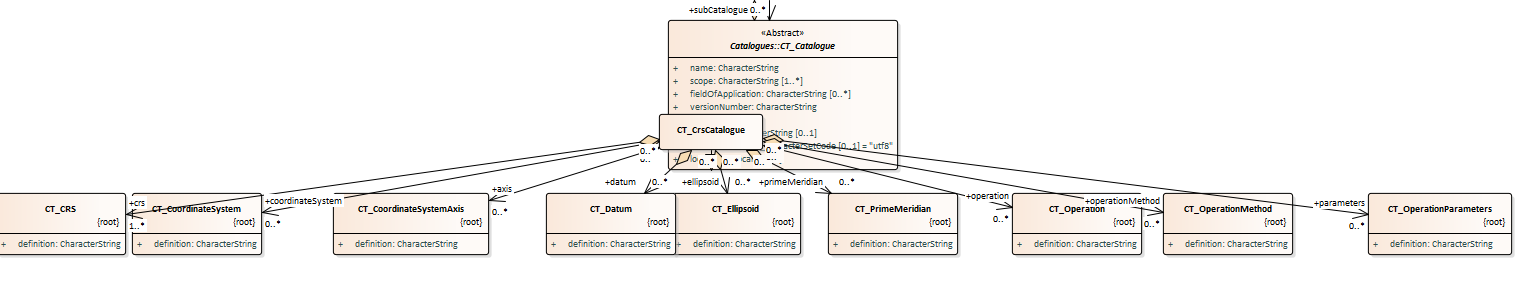 +subCatalogue 0..*
«Abstract»
Catalogues::CT_Catalogue
+ name: CharacterString
+ scope: CharacterString [1..*]
+ fieldOfApplication: CharacterString [0..*]
+ versionNumber: CharacterString
[0..1]
[0..1] = "utf8"
CT_CrsCatalogue
0..*
0..*
0..*
0..*
+datum 0..*
+ellipsoid 0..*
+primeMeridian 0..*
+axis
0..*
+crs
1..*
+coordinateSystem
0..*
+operation
0..*
+operationMethod
0..*
+parameters
0..*
CT_CRS
{root}
+ definition: CharacterString
CT_CoordinateSystem
{root}
+ definition: CharacterString
CT_CoordinateSystemAxis
{root}
+ definition: CharacterString
CT_Datum
{root}
+ definition: CharacterString
CT_Ellipsoid
{root}
+ definition: CharacterString
CT_PrimeMeridian
{root}
+ definition: CharacterString
CT_Operation
{root}
+ definition: CharacterString
CT_OperationMethod
{root}
+ definition: CharacterString
CT_OperationParameters
{root}
+ definition: CharacterString